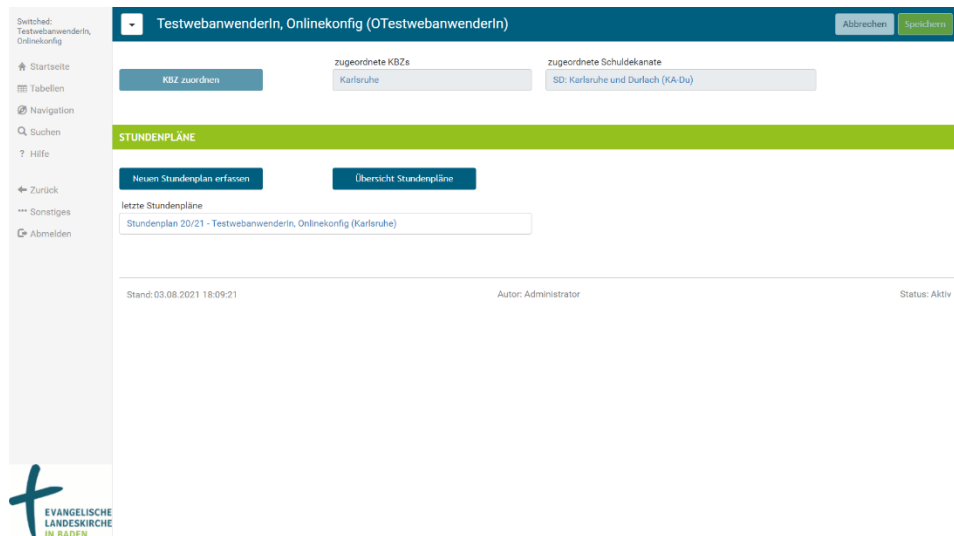 Switched:
TestwebanwenderIn,
Onlinekonfig
Startseite
Tabellen
Navigation
Suchen
? Hilfe
Zurück
Sonstiges
Abmelden
TestwebanwenderIn, Onlinekonfig (OTestwebanwenderIn)
Abbrechen
Speichern
KBZ zuordnen
zugeordnete KBZs
Karlsruhe
zugeordnete Schuldekanate
SD: Karlsruhe und Durlach (KA-Du)
STUNDENPLÄNE
Neuen Stundenplan erfassen
Übersicht Stundenpläne
letzte Stundenpläne
Stundenplan 20/21 - TestwebanwenderIn, Onlinekonfig (Karlsruhe)
Stand: 03.08.2021 18:09:21
Autor: Administrator
Status: Aktiv
EVANGELISCHE
LANDESKIRCHE
IN BADEN